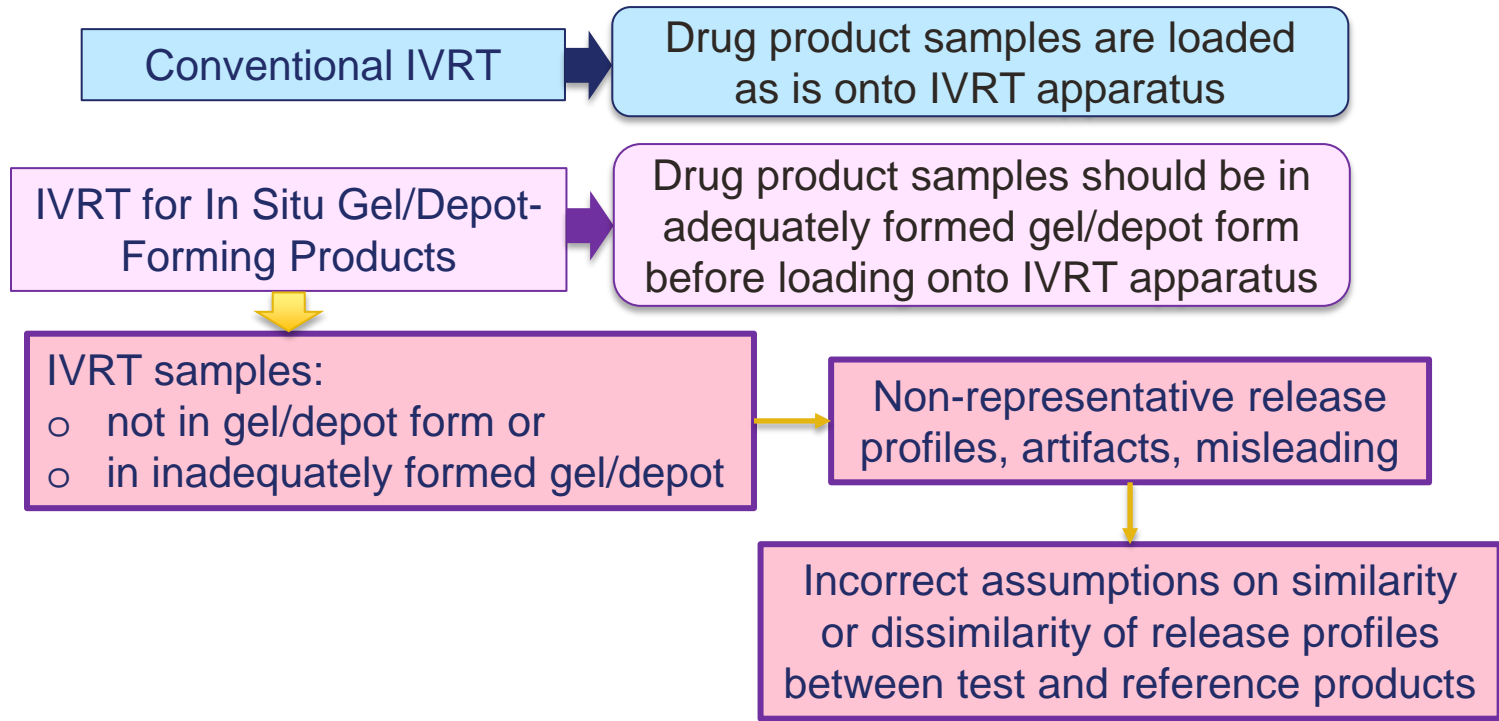 Conventional IVRT
Drug product samples are loaded
as is onto IVRT apparatus
IVRT for In Situ Gel/Depot-
Forming Products
Drug product samples should be in
adequately formed gel/depot form
before loading onto IVRT apparatus
IVRT samples:
o not in gel/depot form or
o in inadequately formed gel/depot
Non-representative release
profiles, artifacts, misleading
Incorrect assumptions on similarity
or dissimilarity of release profiles
between test and reference products